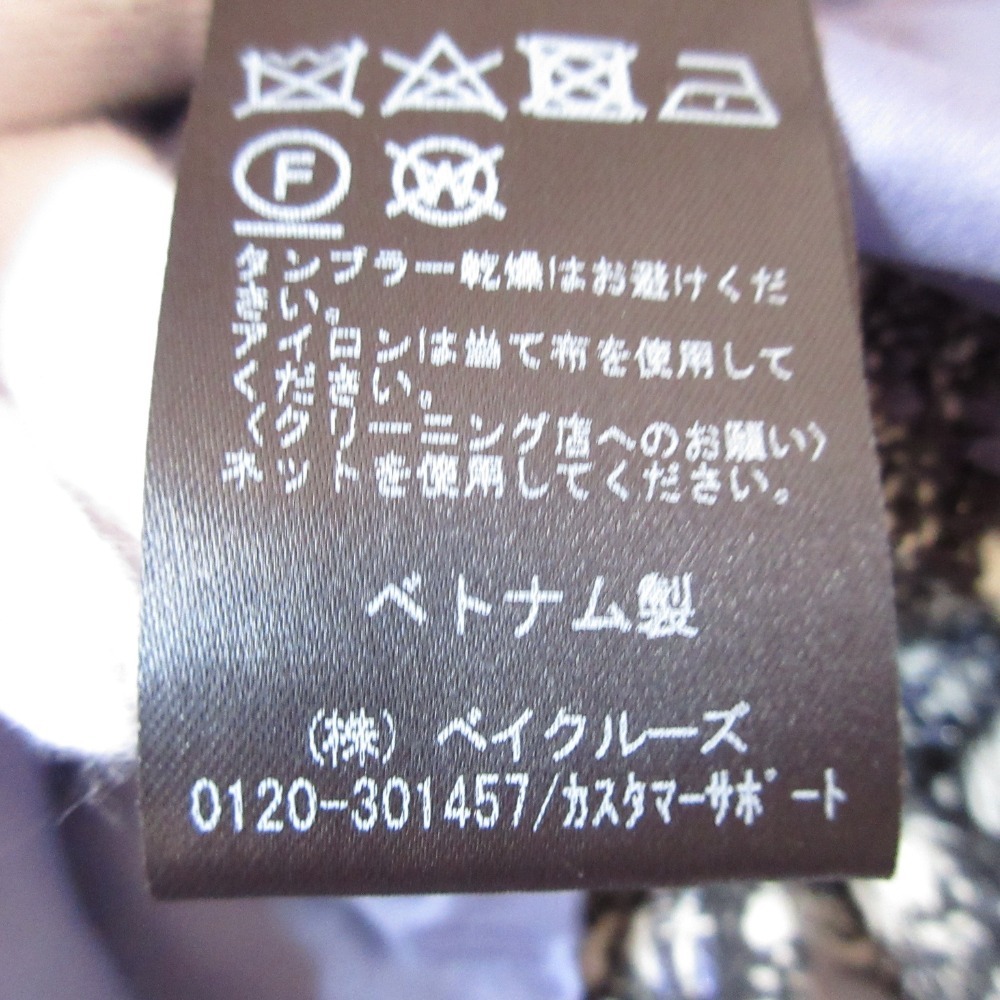 F W
タンブラー乾燥はお避けくだ
さい。
アイロンは当て布を使用して
ください。
〈クリーニング店へのお願い〉
ネットを使用してください。
ベトナム製
(株) ベイクルーズ
0120-301457/カスタマーサポート